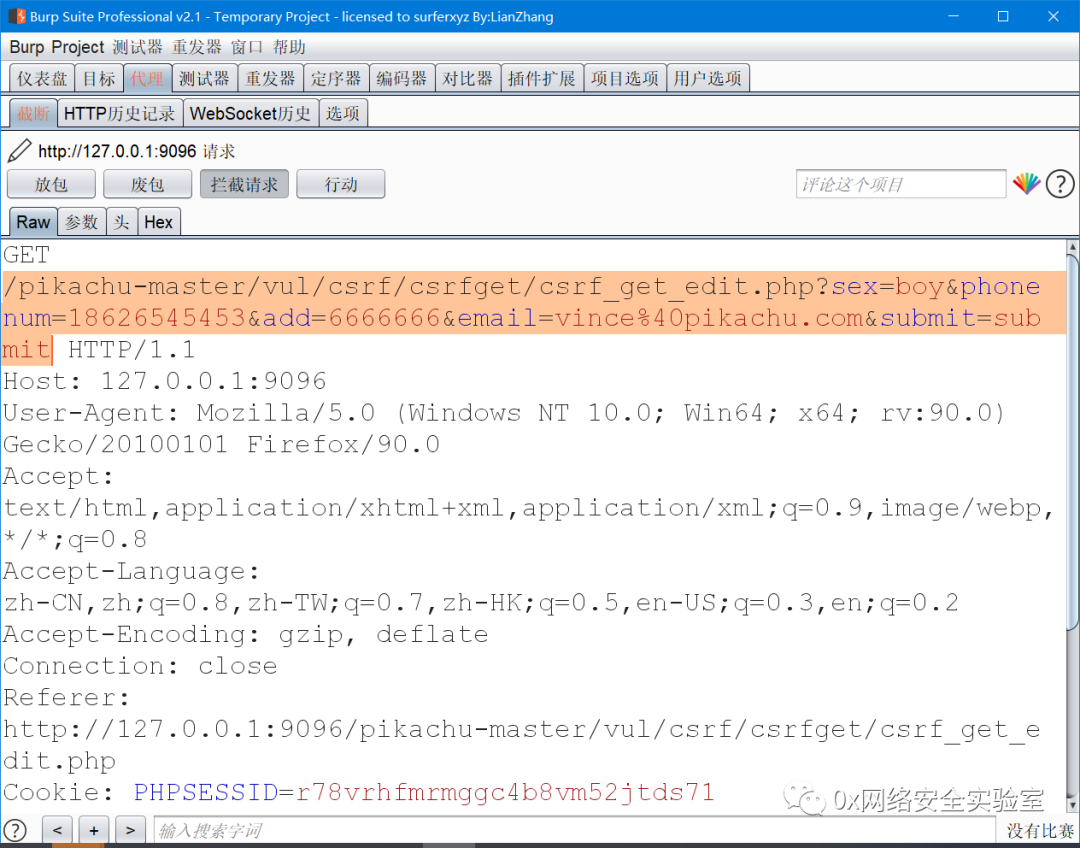 Burp Suite Professional v2.1 - Temporary Project - licensed to surferxyz By:LianZhang
Burp Project 测试器 重发器 窗口 帮助
仪表盘 目标 代理 测试器 重发器 定序器 编码器 对比器 插件扩展 项目选项 用户选项
截断 HTTP历史记录 WebSocket历史 选项
http://127.0.0.1:9096 请求
放包 废包 拦截请求 行动 评论这个项目 ?
Raw 参数 头 Hex
GET
/pikachu-master/vul/csrf/csrfget/csrf_get_edit.php?sex=boy&phone
num=18626545453&add=6666666&email=vince%40pikachu.com&submit=sub
mit HTTP/1.1
Host: 127.0.0.1:9096
User-Agent: Mozilla/5.0 (Windows NT 10.0; Win64; x64; rv:90.0)
Gecko/20100101 Firefox/90.0
Accept:
text/html,application/xhtml+xml,application/xml;q=0.9,image/webp,
*/*;q=0.8
Accept-Language:
zh-CN,zh;q=0.8,zh-TW;q=0.7,zh-HK;q=0.5,en-US;q=0.3,en;q=0.2
Accept-Encoding: gzip, deflate
Connection: close
Referer:
http://127.0.0.1:9096/pikachu-master/vul/csrf/csrfget/csrf_get_e
dit.php
Cookie: PHPSESSID=r78vrhfmrmggc4b8vm52jtds71
0x网络安全实验室
? < + > 输入搜索字词 没有比赛